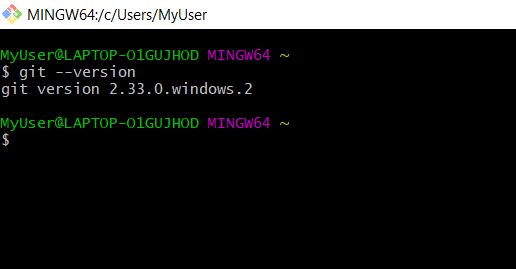 MINGW64:/c/Users/MyUser
MyUser@LAPTOP-O1GUJHOD MINGW64 ~
$ git --version
git version 2.33.0.windows.2
MyUser@LAPTOP-O1GUJHOD MINGW64 ~
$